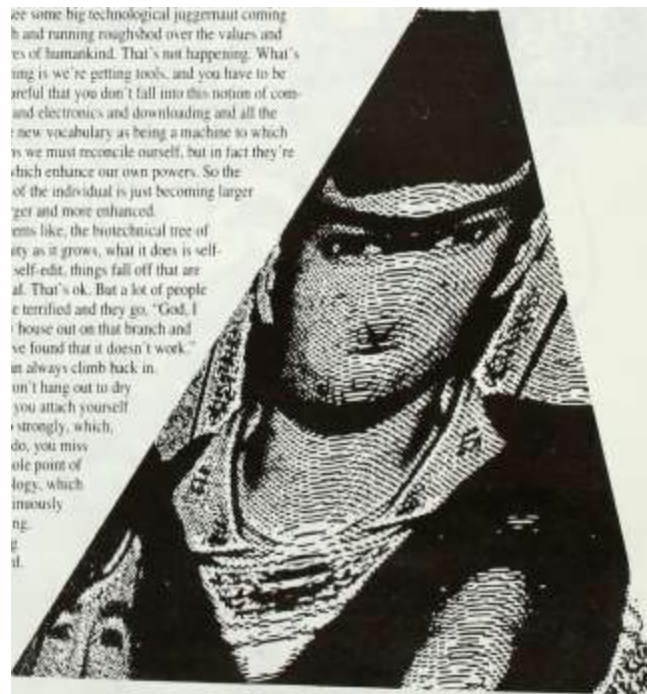 ee some big technological juggernaut coming
h and running roughshod over the values and
es of humankind. That's not happening. What's
ing is we're getting tools, and you have to be
reful that you don't fall into this notion of com-
and electronics and downloading and all the
new vocabulary as being a machine to which
s we must reconcile ourself, but in fact they're
hich enhance our own powers. So the
of the individual is just becoming larger
ger and more enhanced.
ems like, the biotechnical tree of
ity as it grows, what it does is self-
self-edit, things fall off that are
al. That's ok. But a lot of people
e terrified and they go, "God, I
house out on that branch and
ve found that it doesn't work."
n always climb back in.
on't hang out to dry
you attach yourself
strongly, which,
do, you miss
ole point of
logy, which
inuously
ng.
g
d.